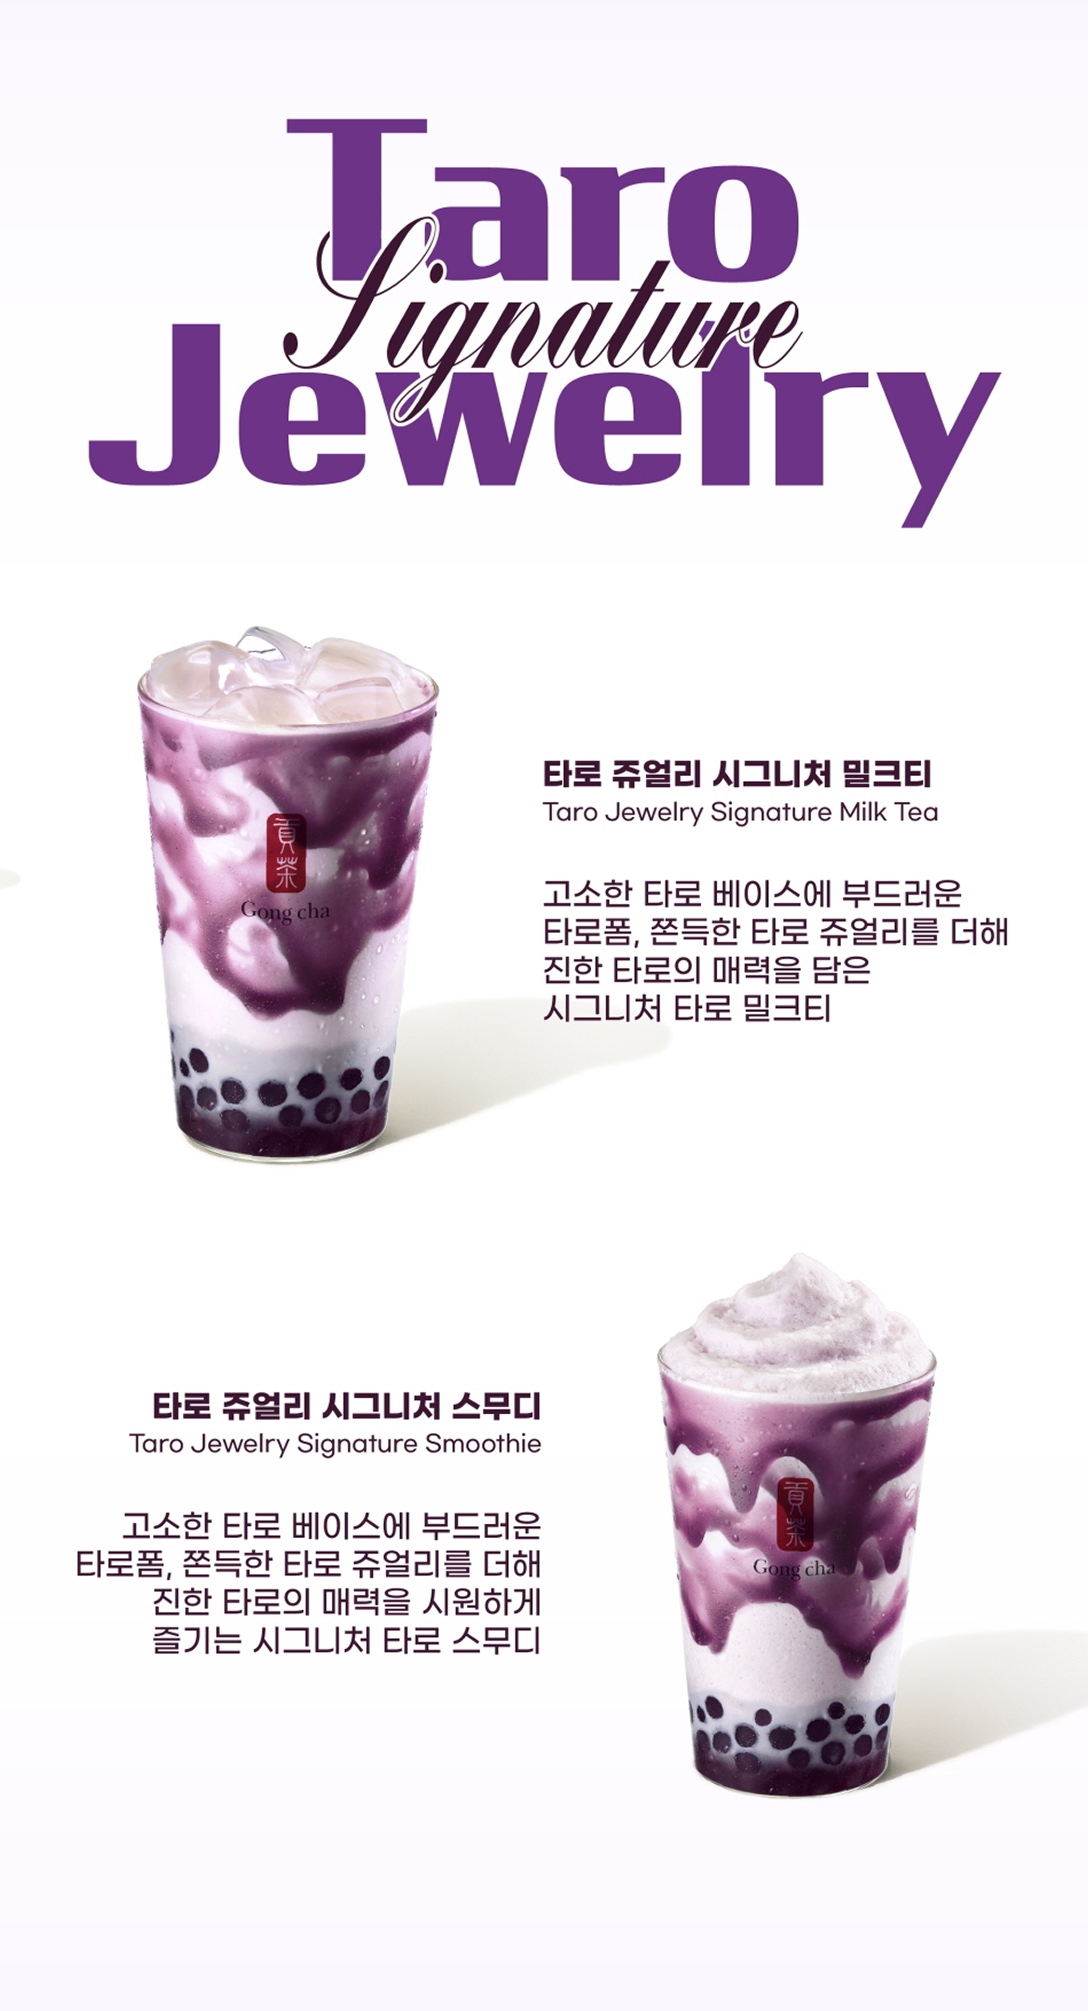 Taro
Signature
Jewelry
貢茶
Gong cha
타로 쥬얼리 시그니처 밀크티
Taro Jewelry Signature Milk Tea
고소한 타로 베이스에 부드러운
타로폼, 쫀득한 타로 쥬얼리를 더해
진한 타로의 매력을 담은
시그니처 타로 밀크티
타로 쥬얼리 시그니처 스무디
Taro Jewelry Signature Smoothie
고소한 타로 베이스에 부드러운
타로폼, 쫀득한 타로 쥬얼리를 더해
진한 타로의 매력을 시원하게
즐기는 시그니처 타로 스무디
貢茶
Gong cha